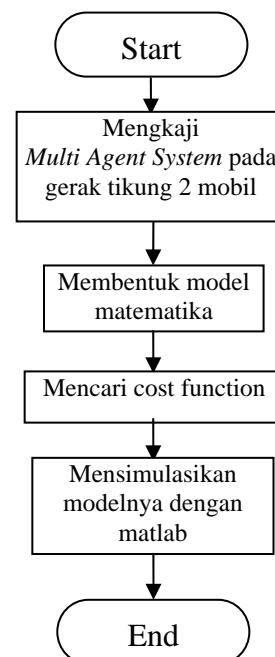 Start
Mengkaji
Multi Agent System pada
gerak tikung 2 mobil
Membentuk model
matematika
Mencari cost function
Mensimulasikan
modelnya dengan
matlab
End